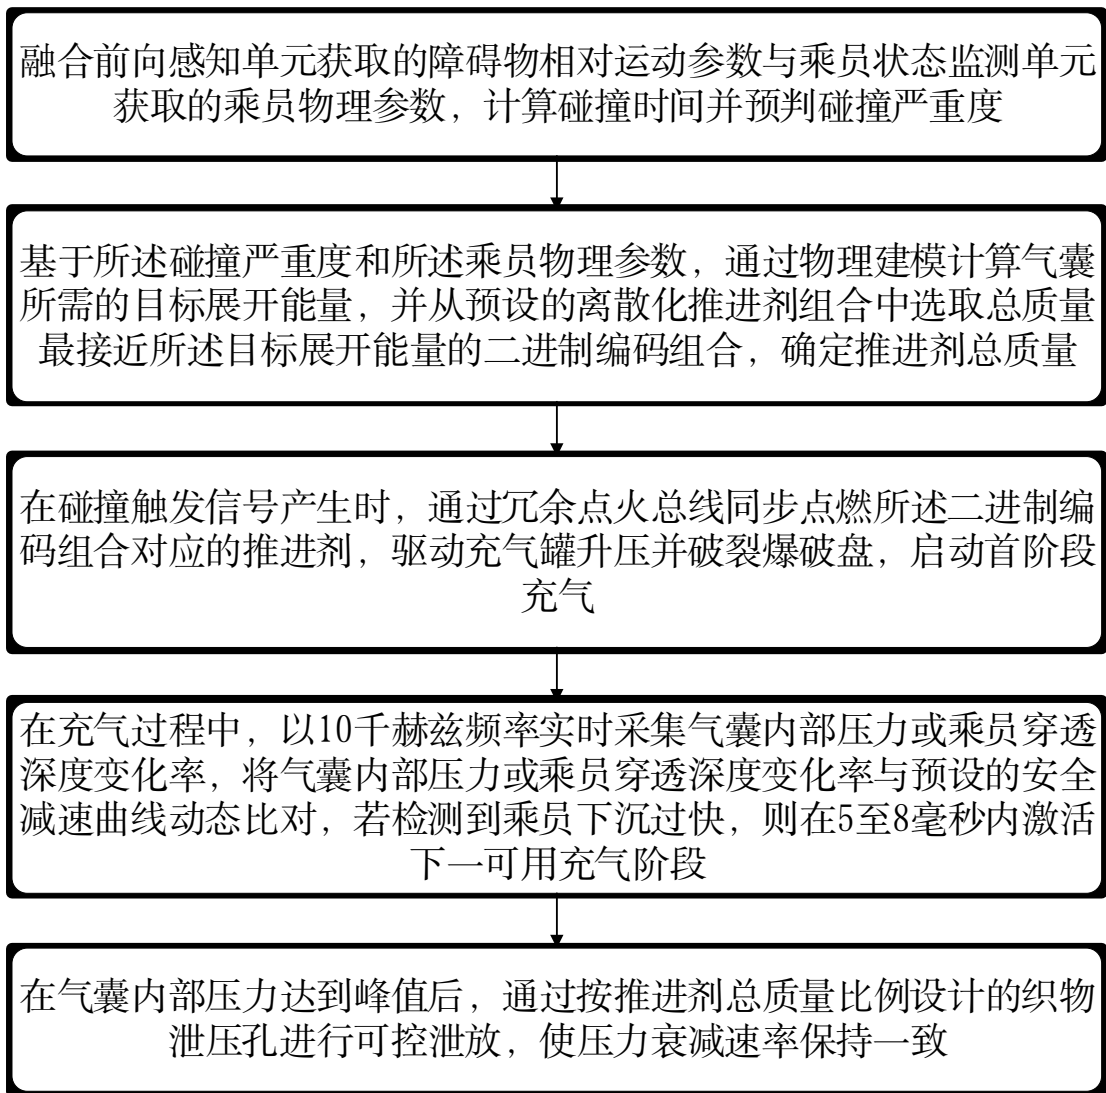 融合前向感知单元获取的障碍物相对运动参数与乘员状态监测单元
获取的乘员物理参数，计算碰撞时间并预判碰撞严重度
基于所述碰撞严重度和所述乘员物理参数，通过物理建模计算气囊
所需的目标展开能量，并从预设的离散化推进剂组合中选取总质量
最接近所述目标展开能量的二进制编码组合，确定推进剂总质量
在碰撞触发信号产生时，通过冗余点火总线同步点燃所述二进制编
码组合对应的推进剂，驱动充气罐升压并破裂爆破盘，启动首阶段
充气
在充气过程中，以10千赫兹频率实时采集气囊内部压力或乘员穿透
深度变化率，将气囊内部压力或乘员穿透深度变化率与预设的安全
减速曲线动态比对，若检测到乘员下沉过快，则在5至8毫秒内激活
下一可用充气阶段
在气囊内部压力达到峰值后，通过按推进剂总质量比例设计的织物
泄压孔进行可控泄放，使压力衰减速率保持一致